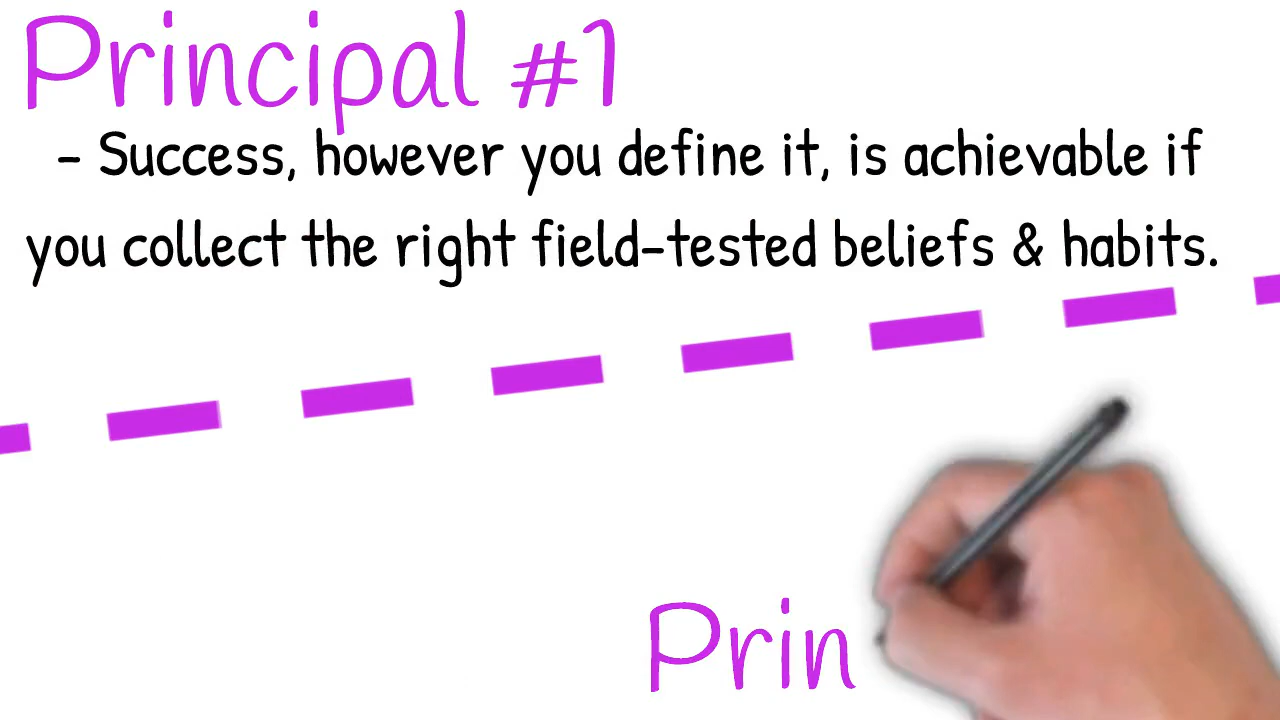 Principal #1
- Success, however you define it, is achievable if
you collect the right field-tested beliefs & habits.
Prin